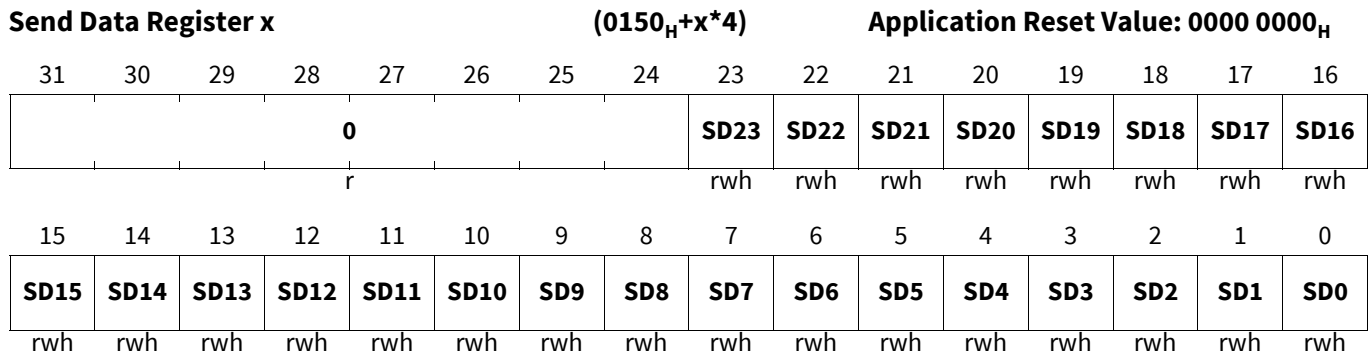 Send Data Register x (0150H+x*4) Application Reset Value: 0000 0000H
31 30 29 28 27 26 25 24 23 22 21 20 19 18 17 16
0 SD23 SD22 SD21 SD20 SD19 SD18 SD17 SD16
r rwh rwh rwh rwh rwh rwh rwh rwh
15 14 13 12 11 10 9 8 7 6 5 4 3 2 1 0
SD15 SD14 SD13 SD12 SD11 SD10 SD9 SD8 SD7 SD6 SD5 SD4 SD3 SD2 SD1 SD0
rwh rwh rwh rwh rwh rwh rwh rwh rwh rwh rwh rwh rwh rwh rwh rwh